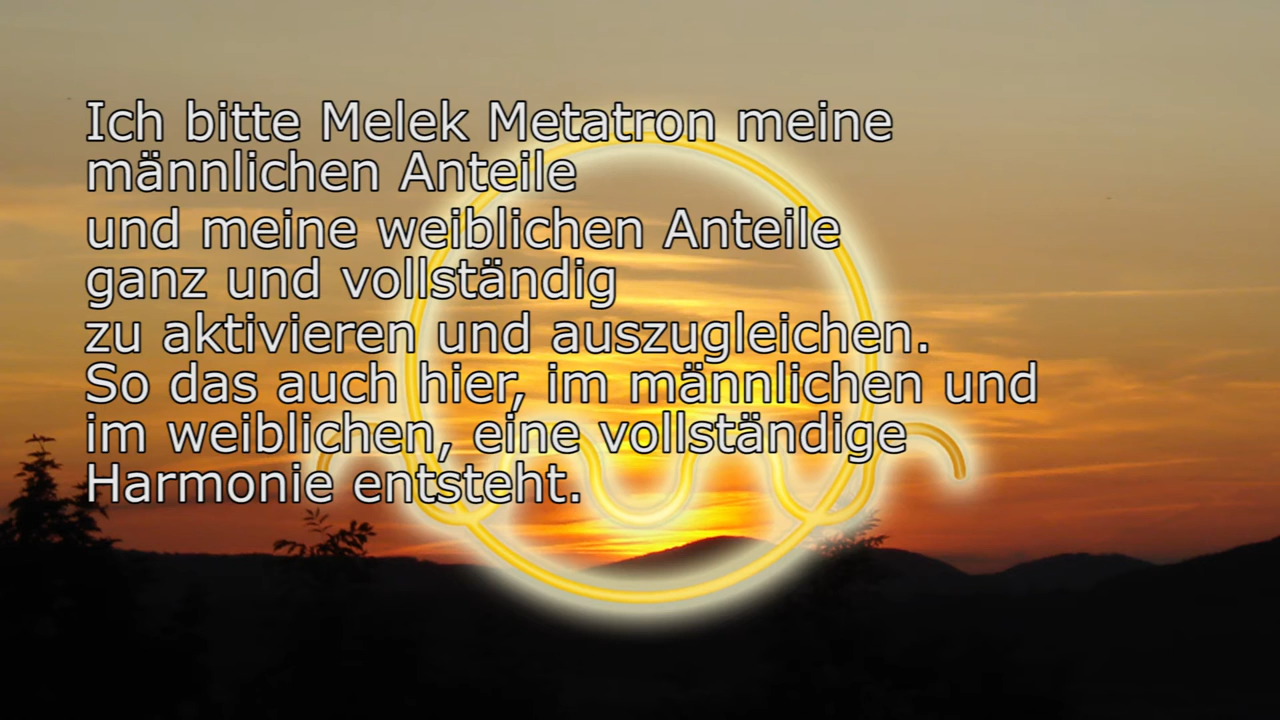 Ich bitte Melek Metatron meine
männlichen Anteile
und meine weiblichen Anteile
ganz und vollständig
zu aktivieren und auszugleichen.
So das auch hier, im männlichen und
im weiblichen, eine vollständige
Harmonie entsteht.